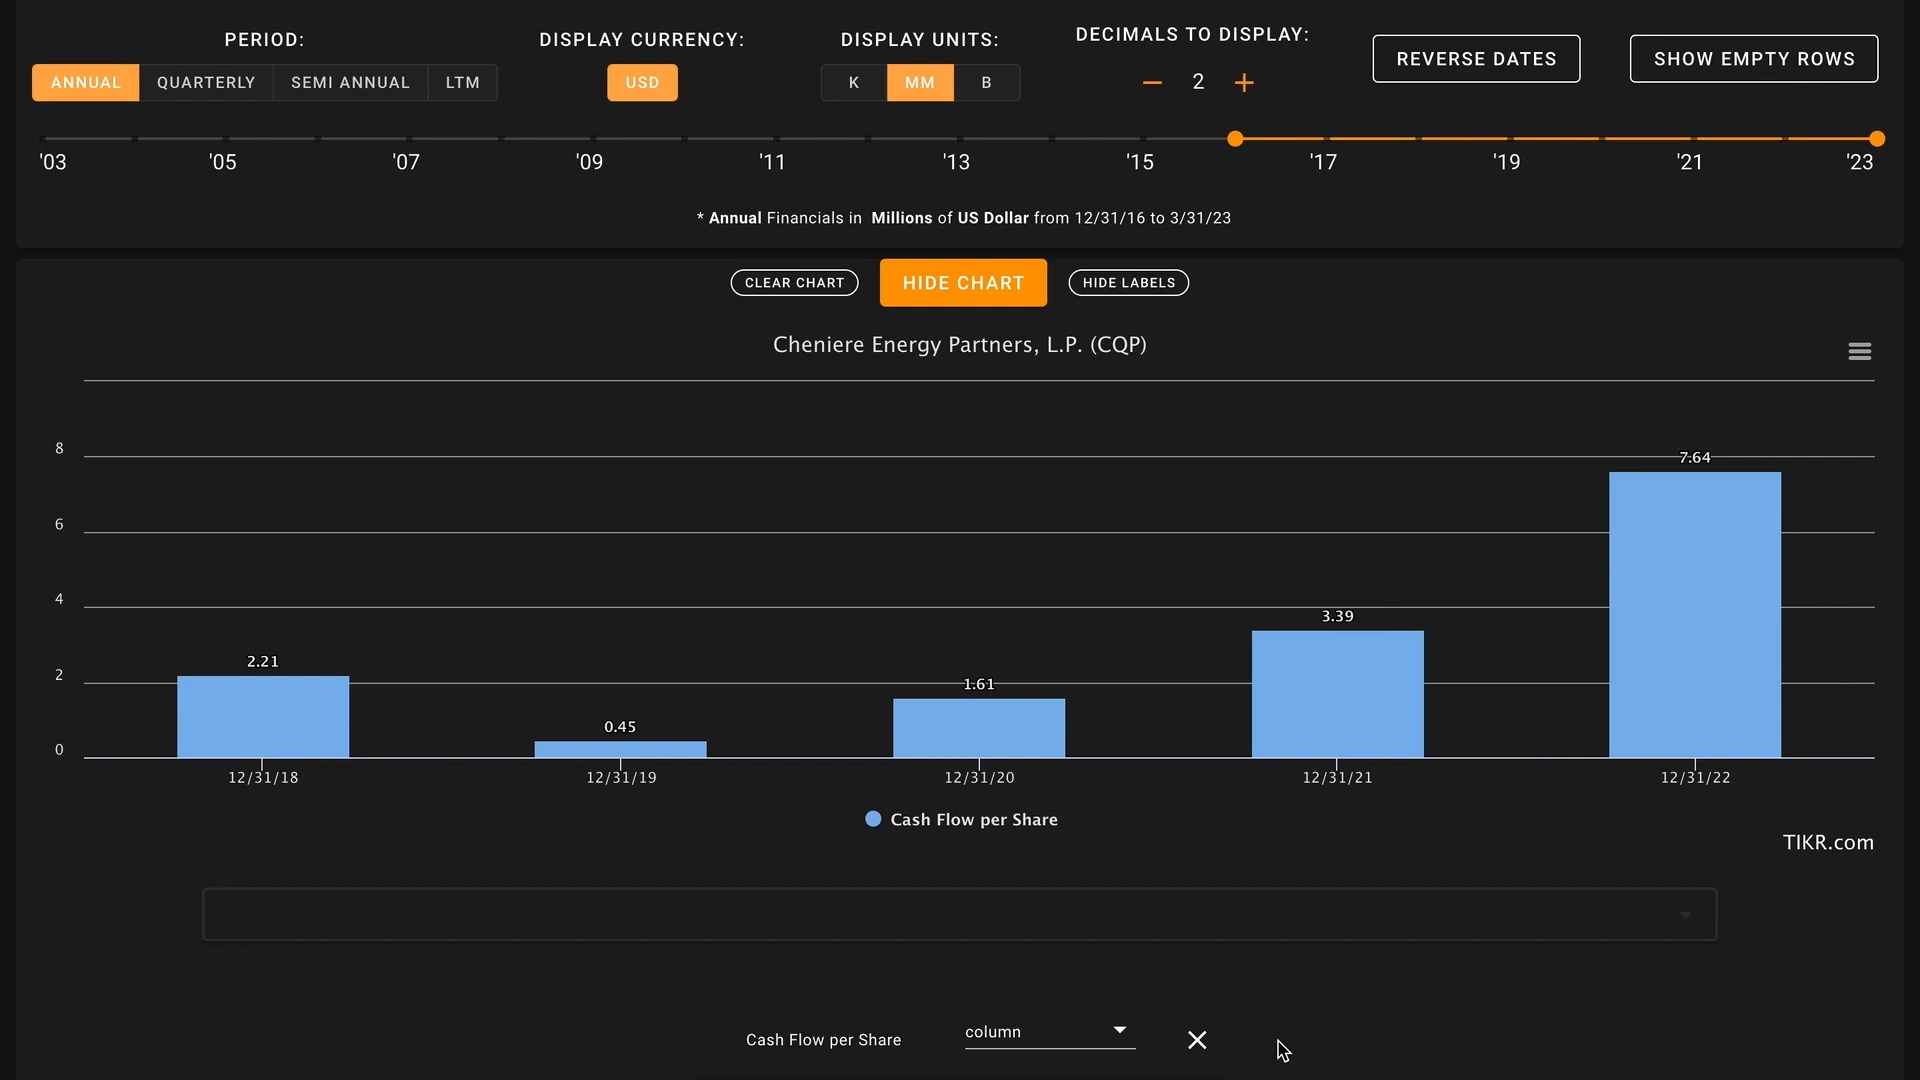 PERIOD:
DISPLAY CURRENCY:
DISPLAY UNITS:
DECIMALS TO DISPLAY:
ANNUAL QUARTERLY SEMI ANNUAL LTM
USD
K MM B
− 2 +
REVERSE DATES
SHOW EMPTY ROWS
'03 '05 '07 '09 '11 '13 '15 '17 '19 '21 '23
* Annual Financials in Millions of US Dollar from 12/31/16 to 3/31/23
CLEAR CHART HIDE CHART HIDE LABELS
Cheniere Energy Partners, L.P. (CQP)
8
7.64
6
4
3.39
2.21
2
1.61
0.45
0
12/31/18 12/31/19 12/31/20 12/31/21 12/31/22
Cash Flow per Share
TIKR.com
Cash Flow per Share column